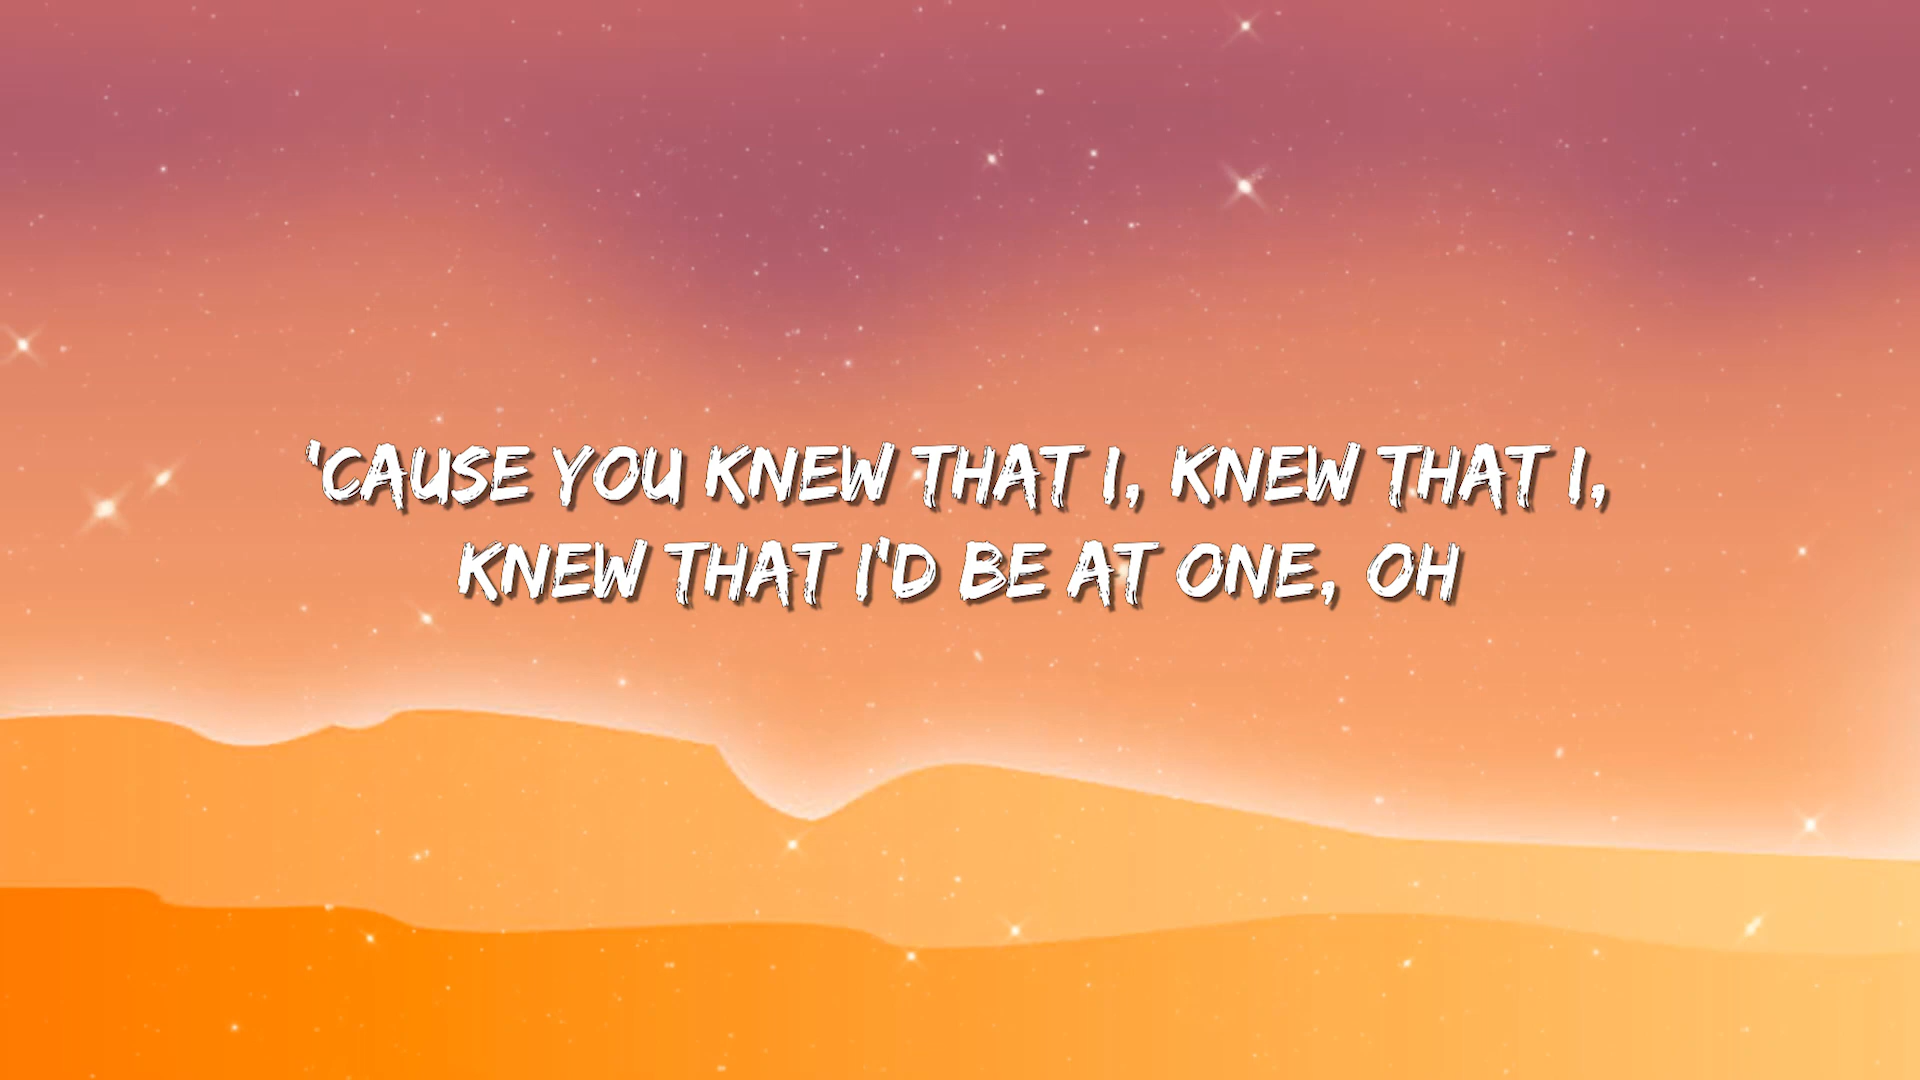 'CAUSE YOU KNEW THAT I, KNEW THAT I,
KNEW THAT I'D BE AT ONE, OH